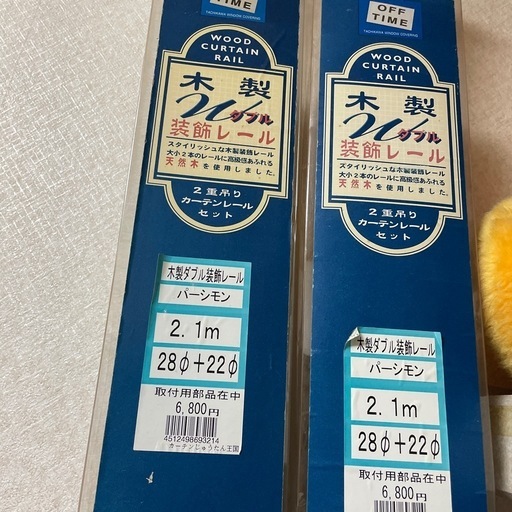 OFF
TIME
TACHIKAWA WINDOW COVERING
WOOD
CURTAIN
RAIL
木製
W ダブル
装飾レール
スタイリッシュな木製装飾レール
大小2本のレールに高級感あふれる
天然木を使用しました。
2重吊り
カーテンレール
セット
木製ダブル装飾レール
パーシモン
2.1m
28φ+22φ
取付用部品在中
6,800円
4512498693214
カーテンじゅうたん王国
OFF
TIME
TACHIKAWA WINDOW COVERING
WOOD
CURTAIN
RAIL
木製
W ダブル
装飾レール
スタイリッシュな木製装飾レール
大小2本のレールに高級感あふれる
天然木を使用しました。
2重吊り
カーテンレール
セット
木製ダブル装飾レール
パーシモン
2.1m
28φ+22φ
取付用部品在中
6,800円